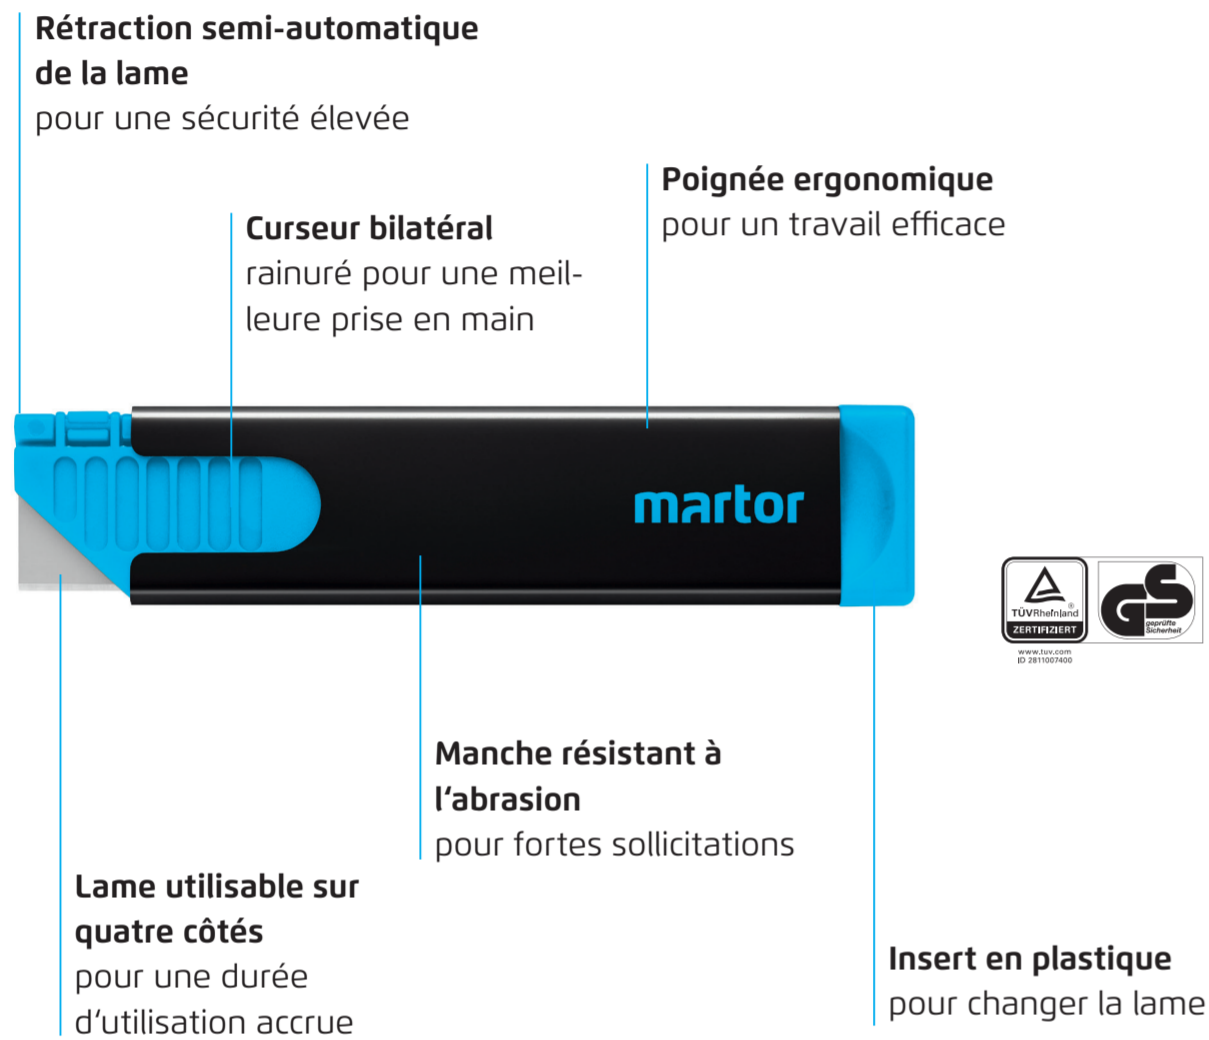 Rétraction semi-automatique
de la lame
pour une sécurité élevée
Poignée ergonomique
pour un travail efficace
Curseur bilatéral
rainuré pour une meil-
leure prise en main
martor
TÜVRheinland
®
ZERTIFIZIERT
www.tuv.com
ID 2811007400
GS
geprüfte
Sicherheit
Manche résistant à
l‘abrasion
pour fortes sollicitations
Lame utilisable sur
quatre côtés
pour une durée
d‘utilisation accrue
Insert en plastique
pour changer la lame